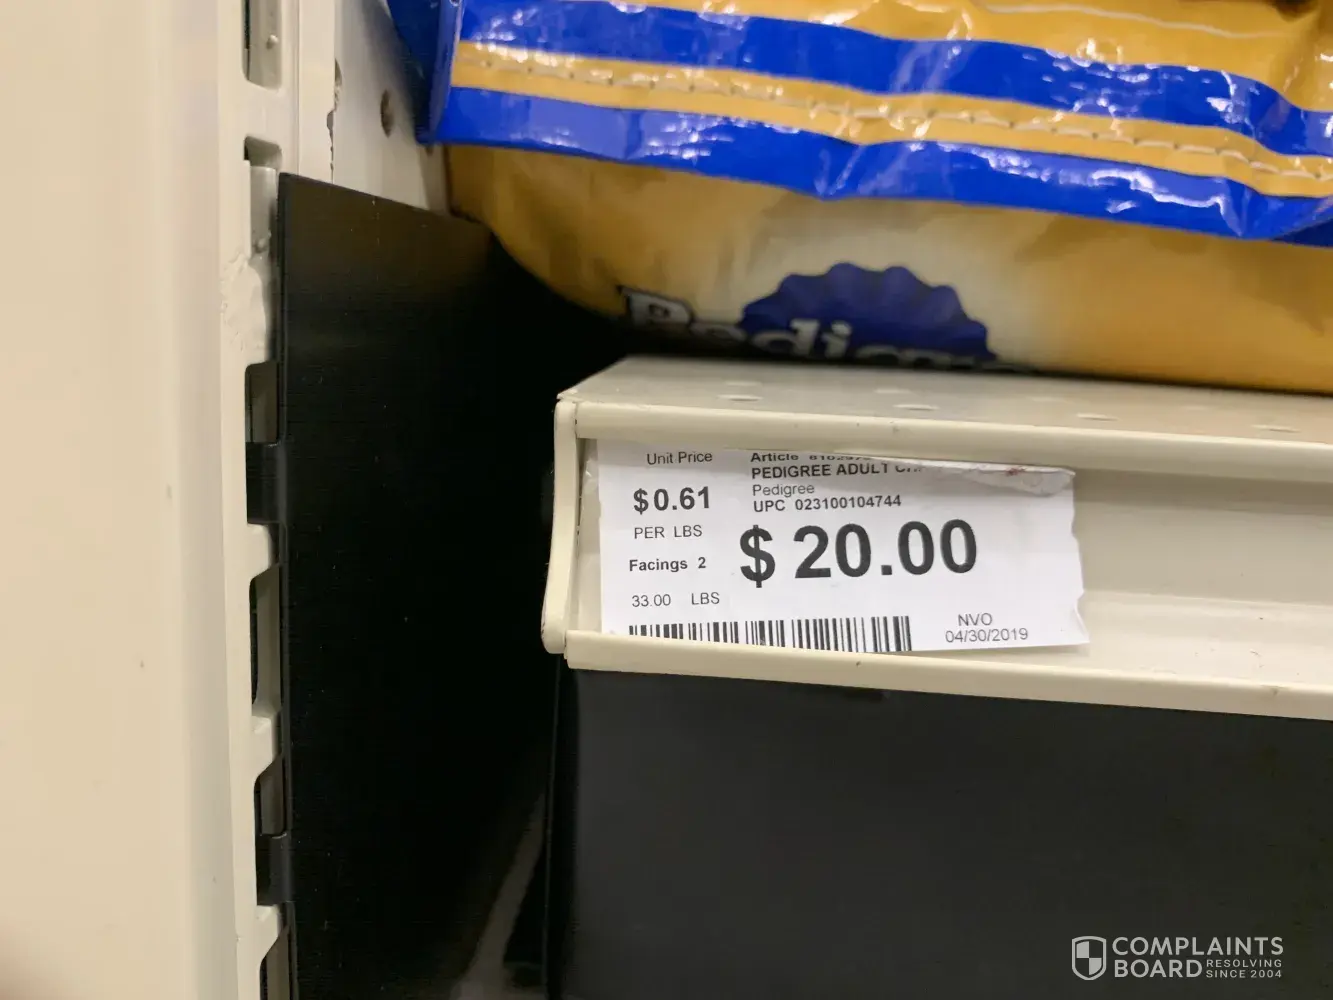 Pedigree
Unit Price
$0.61
PER LBS
Facings 2
33.00 LBS
Article
PEDIGREE ADULT
Pedigree
UPC 023100104744
$ 20.00
NVO
04/30/2019
COMPLAINTS
BOARD RESOLVING
SINCE 2004